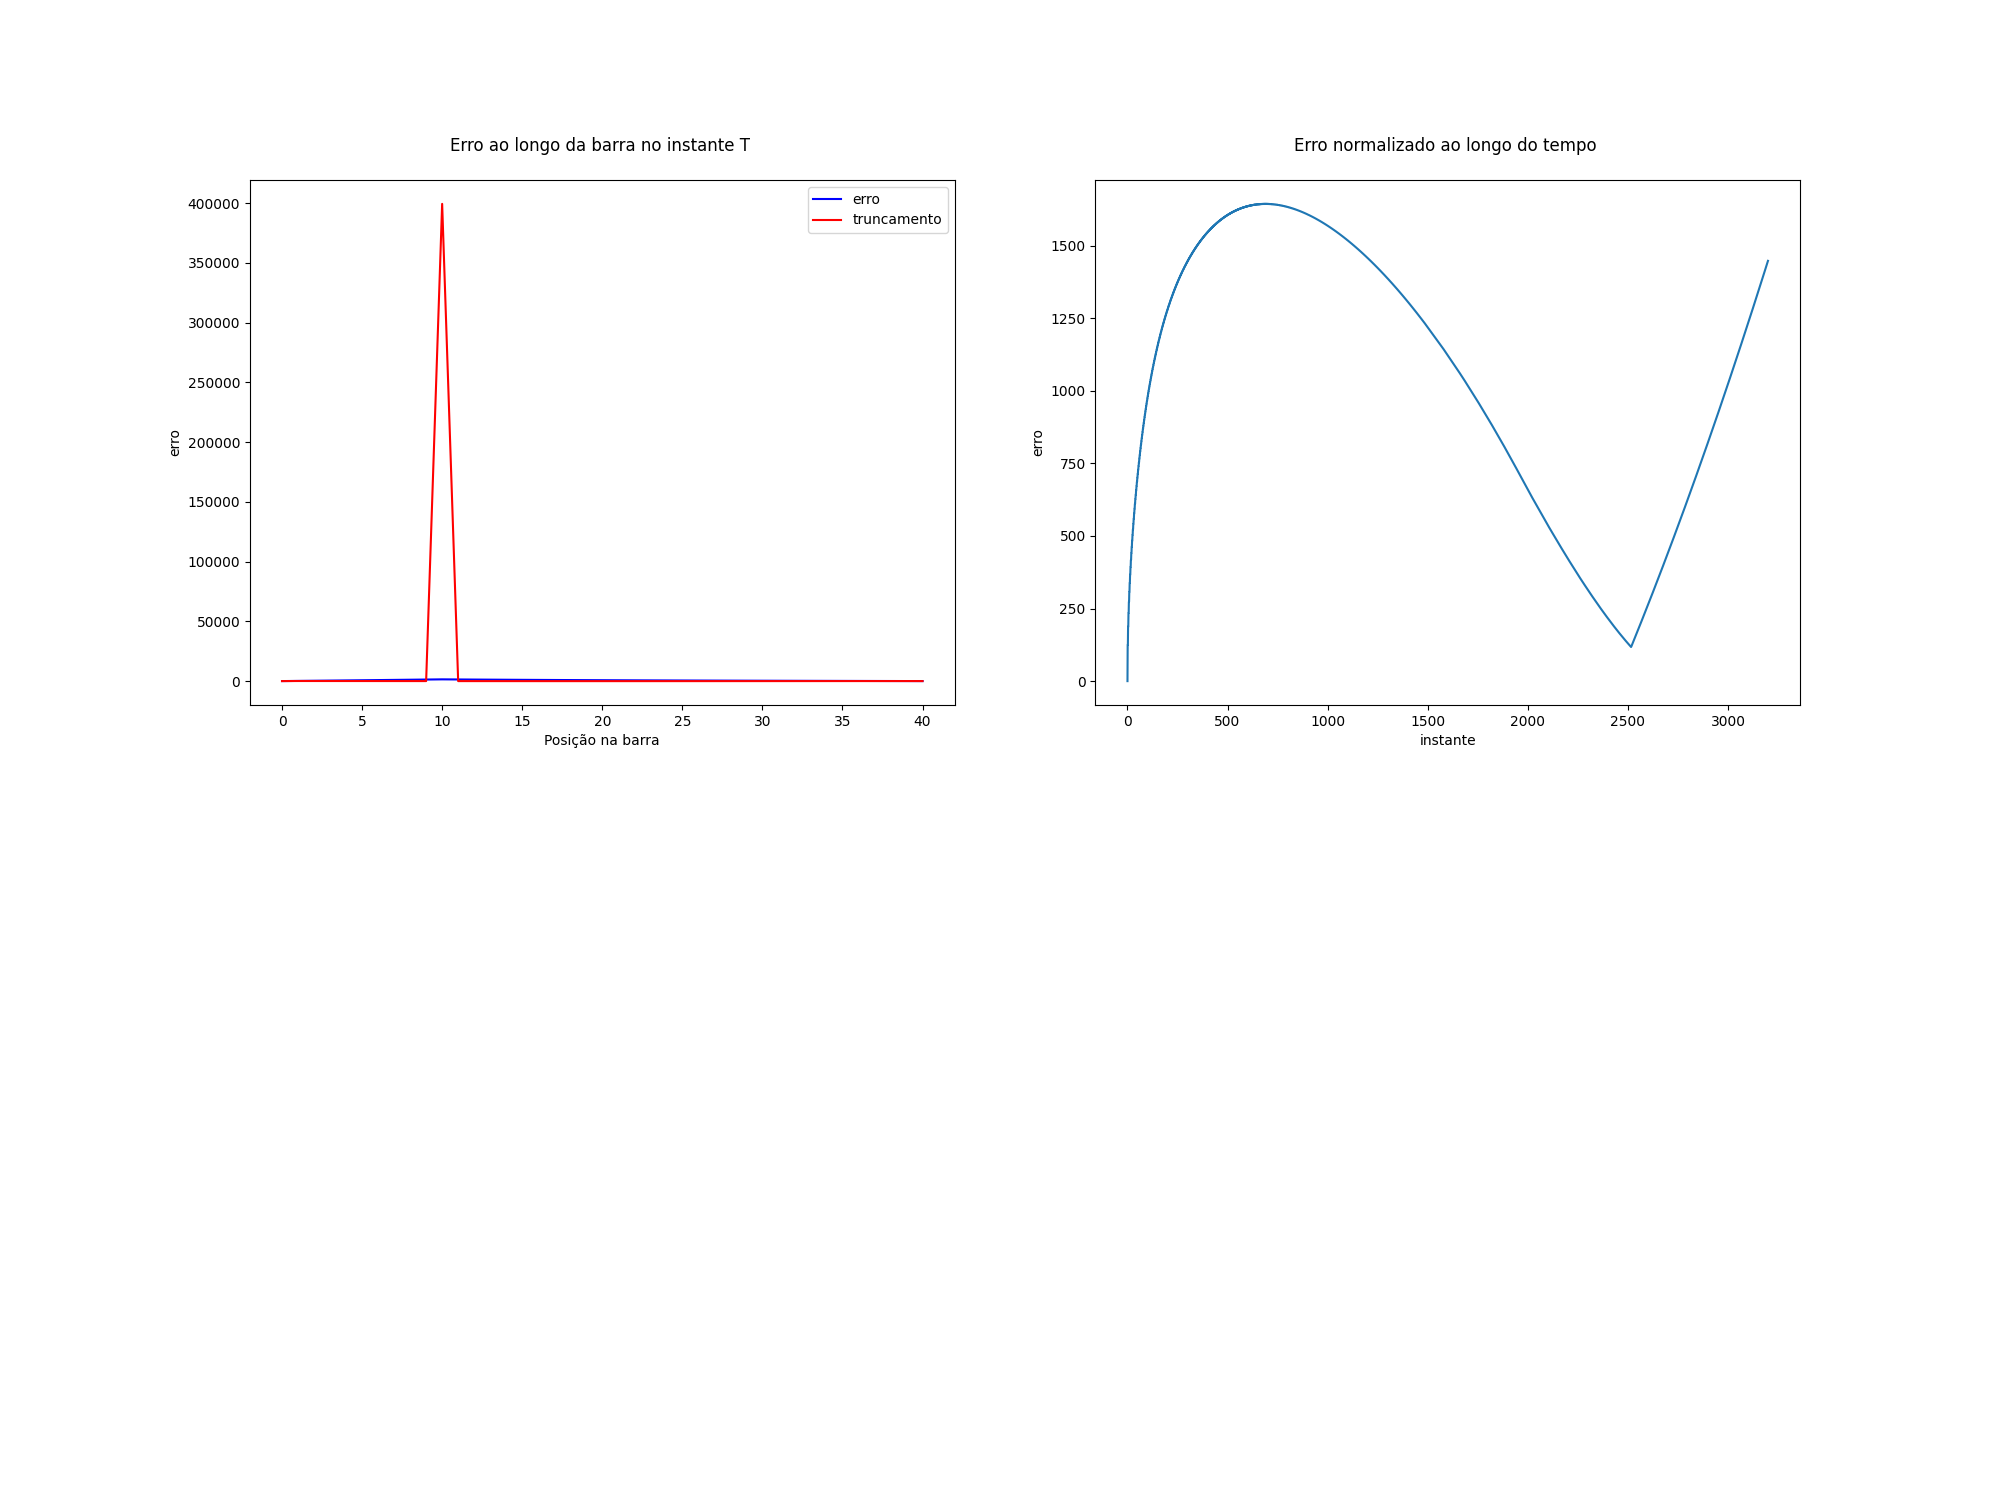 Erro ao longo da barra no instante T
erro
truncamento
400000
350000
300000
250000
200000
150000
100000
50000
0
erro
0 5 10 15 20 25 30 35 40
Posição na barra
Erro normalizado ao longo do tempo
1500
1250
1000
750
500
250
0
erro
0 500 1000 1500 2000 2500 3000
instante